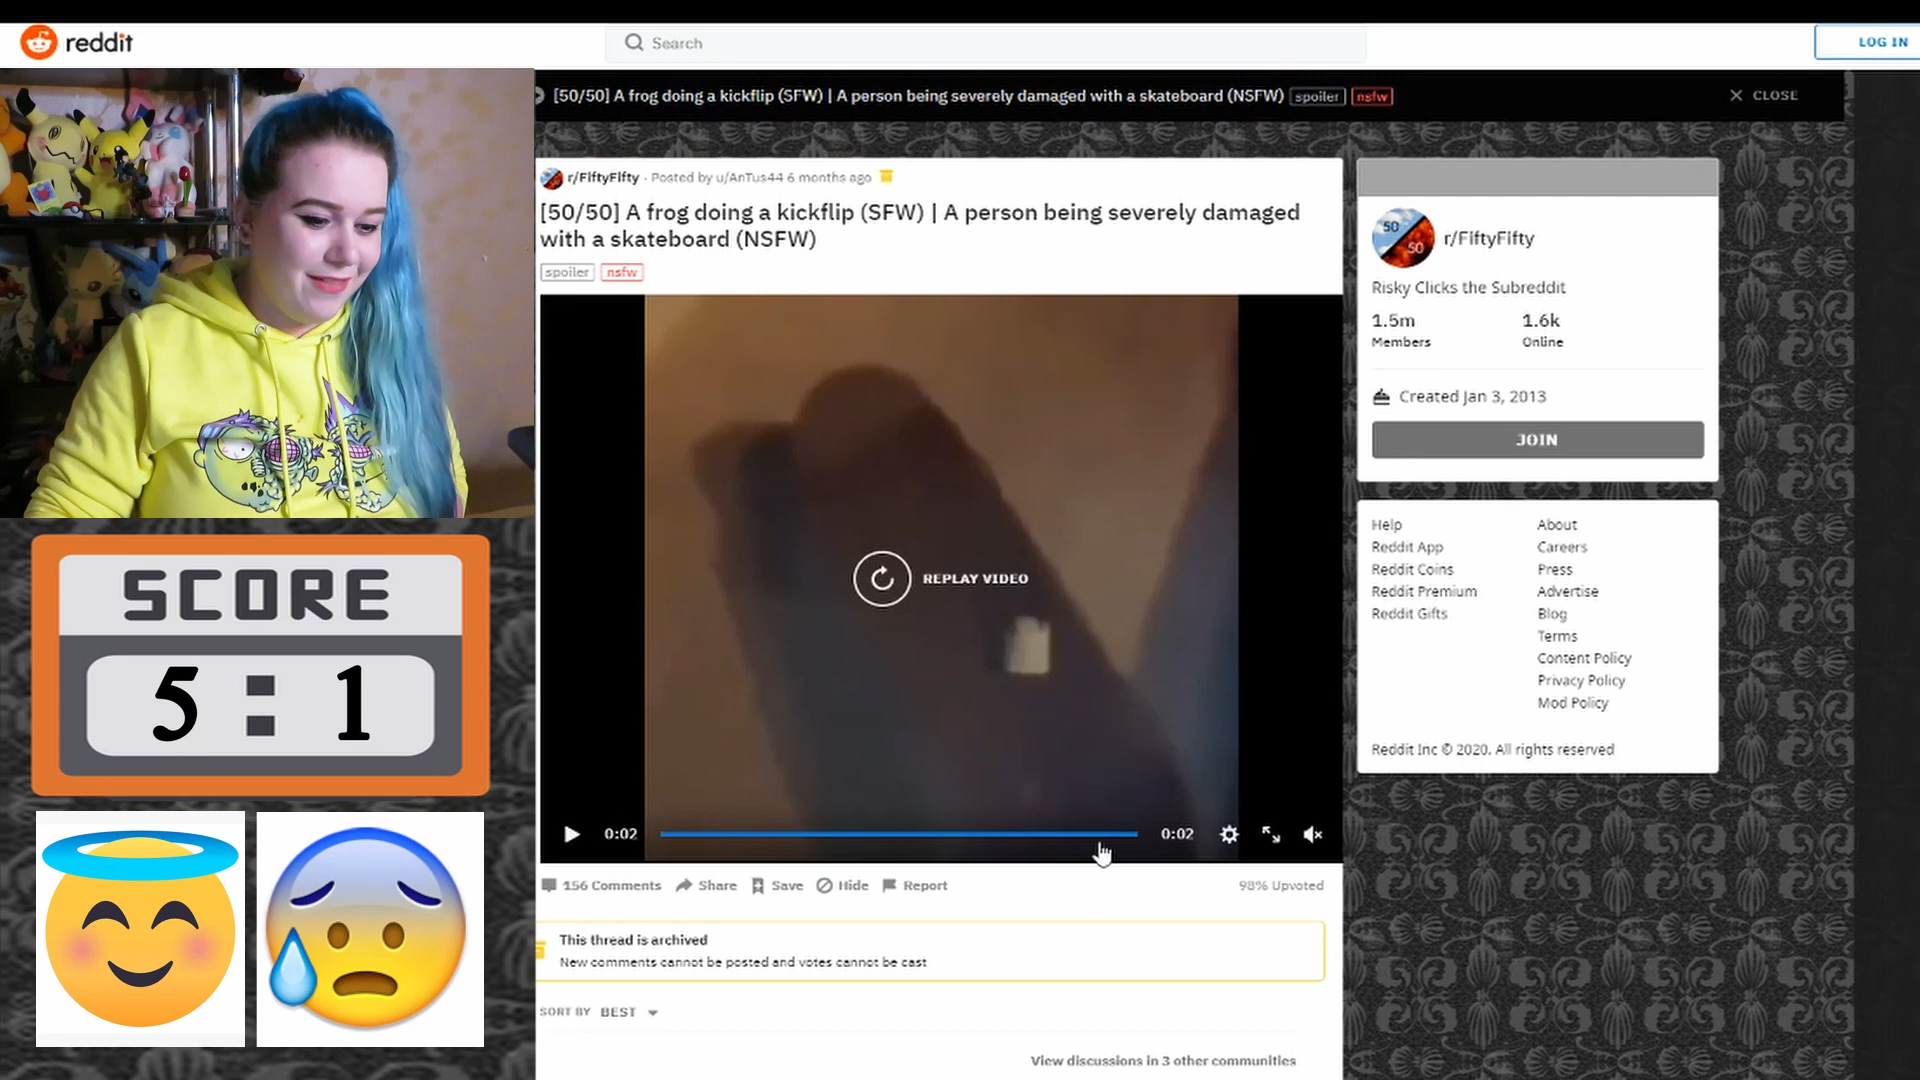 reddit
Search
LOG IN
[50/50] A frog doing a kickflip (SFW) | A person being severely damaged with a skateboard (NSFW) spoiler nsfw
CLOSE
r/FiftyFifty · Posted by u/AnTus44 6 months ago
[50/50] A frog doing a kickflip (SFW) | A person being severely damaged
with a skateboard (NSFW)
spoiler nsfw
REPLAY VIDEO
0:02
0:02
156 Comments Share Save Hide Report
98% Upvoted
This thread is archived
New comments cannot be posted and votes cannot be cast
SORT BY BEST
View discussions in 3 other communities
50
50
r/FiftyFifty
Risky Clicks the Subreddit
1.5m 1.6k
Members Online
Created Jan 3, 2013
JOIN
Help About
Reddit App Careers
Reddit Coins Press
Reddit Premium Advertise
Reddit Gifts Blog
Terms
Content Policy
Privacy Policy
Mod Policy
Reddit Inc © 2020. All rights reserved
SCORE
5 : 1